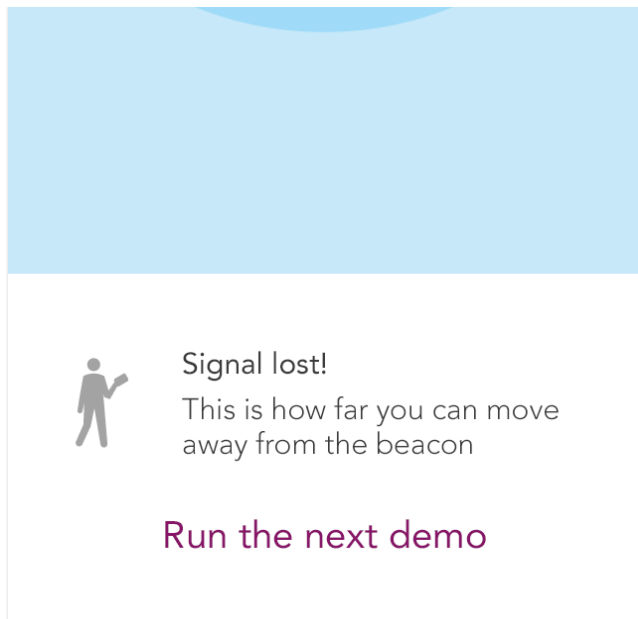 Signal lost!
This is how far you can move
away from the beacon
Run the next demo